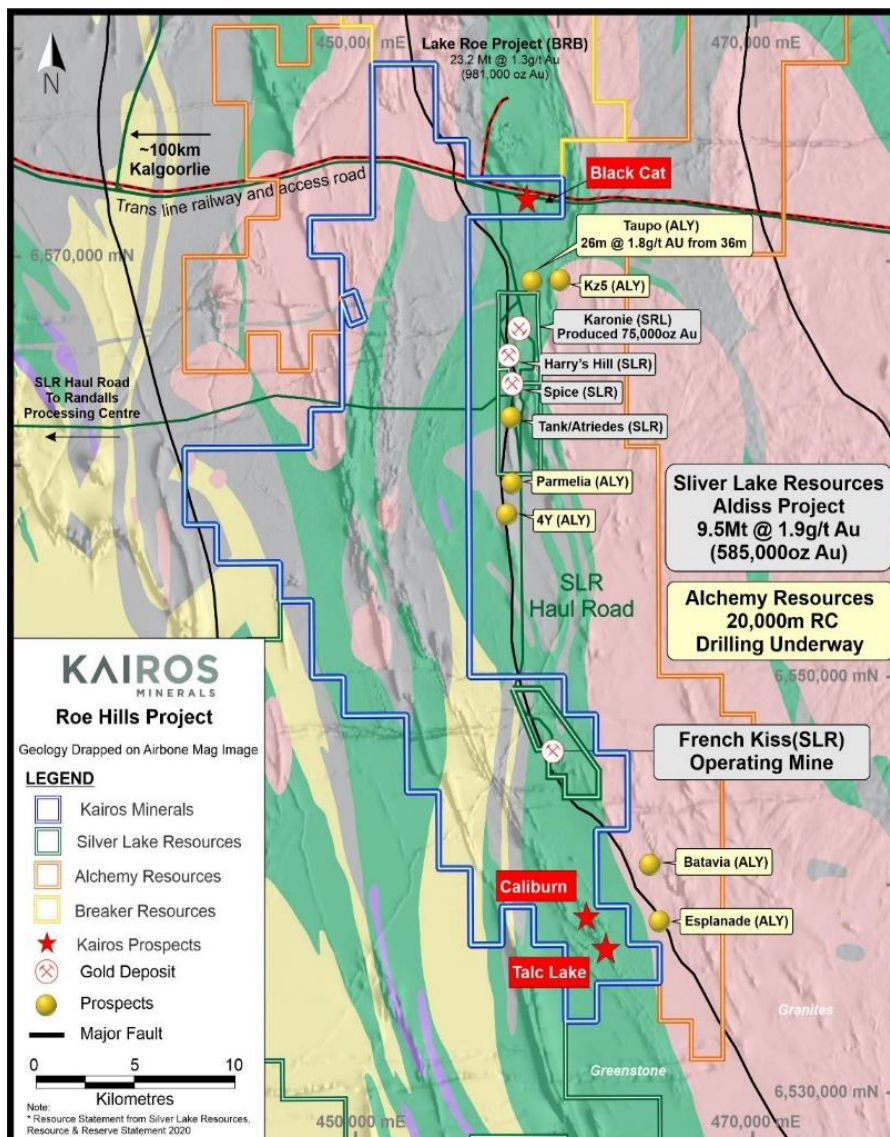 450,000 mE
470,000 mE
N
Lake Roe Project (BRB)
23.2 Mt @ 1.3g/t Au
(981,000 oz Au)
~100km
Kalgoorlie
Trans line railway and access road
Black Cat
Taupo (ALY)
26m @ 1.8g/t AU from 36m
6,570,000 mN
Kz5 (ALY)
Karonie (SRL)
Produced 75,000oz Au
Harry's Hill (SLR)
Spice (SLR)
SLR Haul Road
To Randalls
Processing Centre
Tank/Atriedes (SLR)
Parmelia (ALY)
4Y (ALY)
Sliver Lake Resources
Aldiss Project
9.5Mt @ 1.9g/t Au
(585,000oz Au)
SLR
Haul Road
Alchemy Resources
20,000m RC
Drilling Underway
6,550,000 mN
French Kiss(SLR)
Operating Mine
Batavia (ALY)
Caliburn
Esplanade (ALY)
Talc Lake
Granites
Greenstone
6,530,000 mN
450,000 mE
470,000 mE
KAIROS
MINERALS
Roe Hills Project
Geology Drapped on Airbone Mag Image
LEGEND
Kairos Minerals
Silver Lake Resources
Alchemy Resources
Breaker Resources
Kairos Prospects
Gold Deposit
Prospects
Major Fault
0 5 10
Kilometres
Note:
* Resource Statement from Silver Lake Resources,
Resource & Reserve Statement 2020